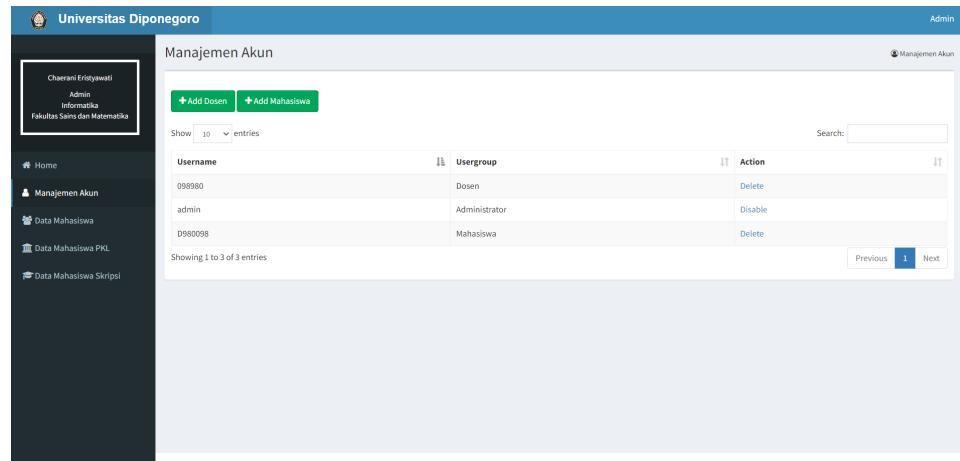 Universitas Diponegoro
Admin
Chaerani Eristyawati
Admin
Informatika
Fakultas Sains dan Matematika
Home
Manajemen Akun
Data Mahasiswa
Data Mahasiswa PKL
Data Mahasiswa Skripsi
Manajemen Akun
Manajemen Akun
Add Dosen Add Mahasiswa
Show 10 entries Search:
Username Usergroup Action
098980 Dosen Delete
admin Administrator Disable
D980098 Mahasiswa Delete
Showing 1 to 3 of 3 entries
Previous 1 Next